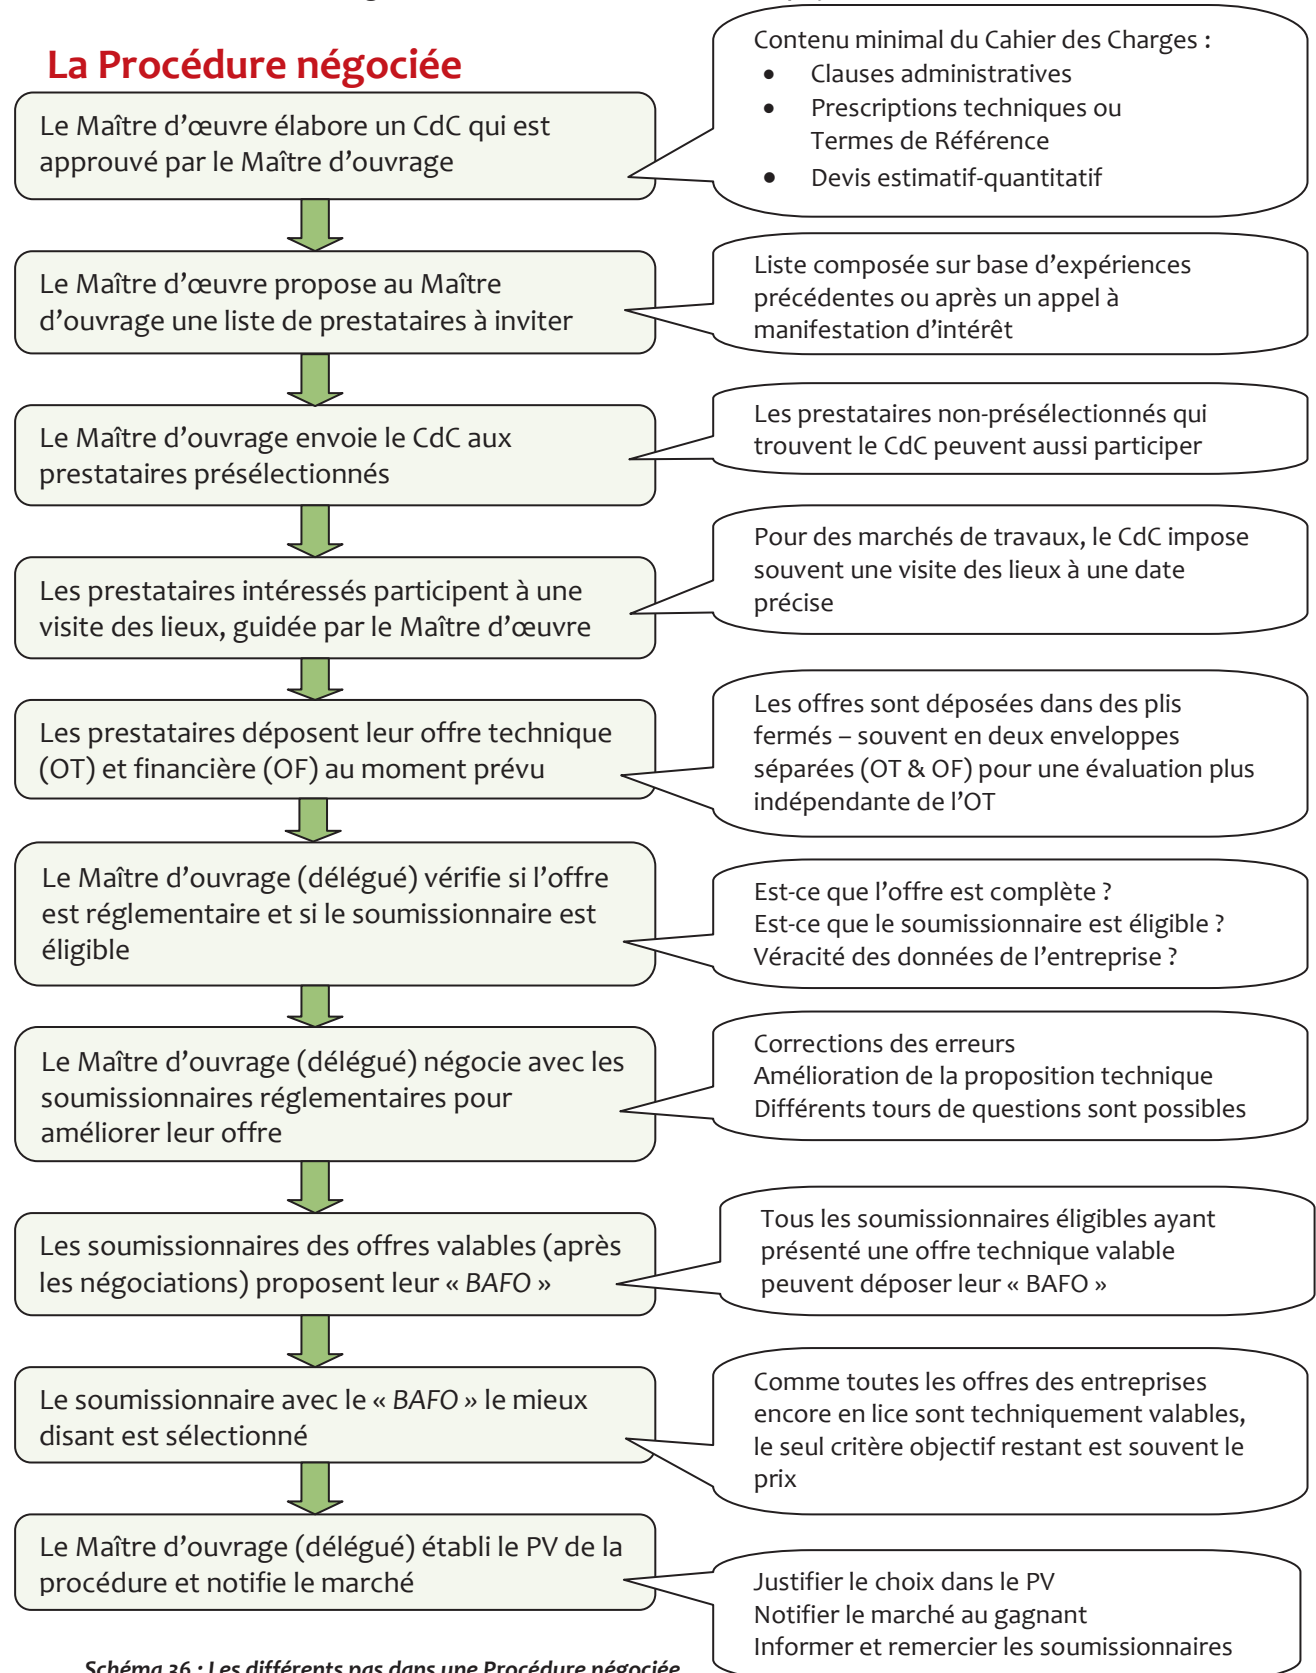 La Procédure négociée
Contenu minimal du Cahier des Charges :
• Clauses administratives
• Prescriptions techniques ou
Termes de Référence
• Devis estimatif-quantitatif
Le Maître d’œuvre élabore un CdC qui est
approuvé par le Maître d’ouvrage
Le Maître d’œuvre propose au Maître
d’ouvrage une liste de prestataires à inviter
Liste composée sur base d’expériences
précédentes ou après un appel à
manifestation d’intérêt
Le Maître d’ouvrage envoie le CdC aux
prestataires présélectionnés
Les prestataires non-présélectionnés qui
trouvent le CdC peuvent aussi participer
Les prestataires intéressés participent à une
visite des lieux, guidée par le Maître d’œuvre
Pour des marchés de travaux, le CdC impose
souvent une visite des lieux à une date
précise
Les prestataires déposent leur offre technique
(OT) et financière (OF) au moment prévu
Les offres sont déposées dans des plis
fermés – souvent en deux enveloppes
séparées (OT & OF) pour une évaluation plus
indépendante de l’OT
Le Maître d’ouvrage (délégué) vérifie si l’offre
est réglementaire et si le soumissionnaire est
éligible
Est-ce que l’offre est complète ?
Est-ce que le soumissionnaire est éligible ?
Véracité des données de l’entreprise ?
Le Maître d’ouvrage (délégué) négocie avec les
soumissionnaires réglementaires pour
améliorer leur offre
Corrections des erreurs
Amélioration de la proposition technique
Différents tours de questions sont possibles
Les soumissionnaires des offres valables (après
les négociations) proposent leur « BAFO »
Tous les soumissionnaires éligibles ayant
présenté une offre technique valable
peuvent déposer leur « BAFO »
Le soumissionnaire avec le « BAFO » le mieux
disant est sélectionné
Comme toutes les offres des entreprises
encore en lice sont techniquement valables,
le seul critère objectif restant est souvent le
prix
Le Maître d’ouvrage (délégué) établi le PV de la
procédure et notifie le marché
Justifier le choix dans le PV
Notifier le marché au gagnant
Informer et remercier les soumissionnaires
Schéma 36 : Les différents pas dans une Procédure négociée